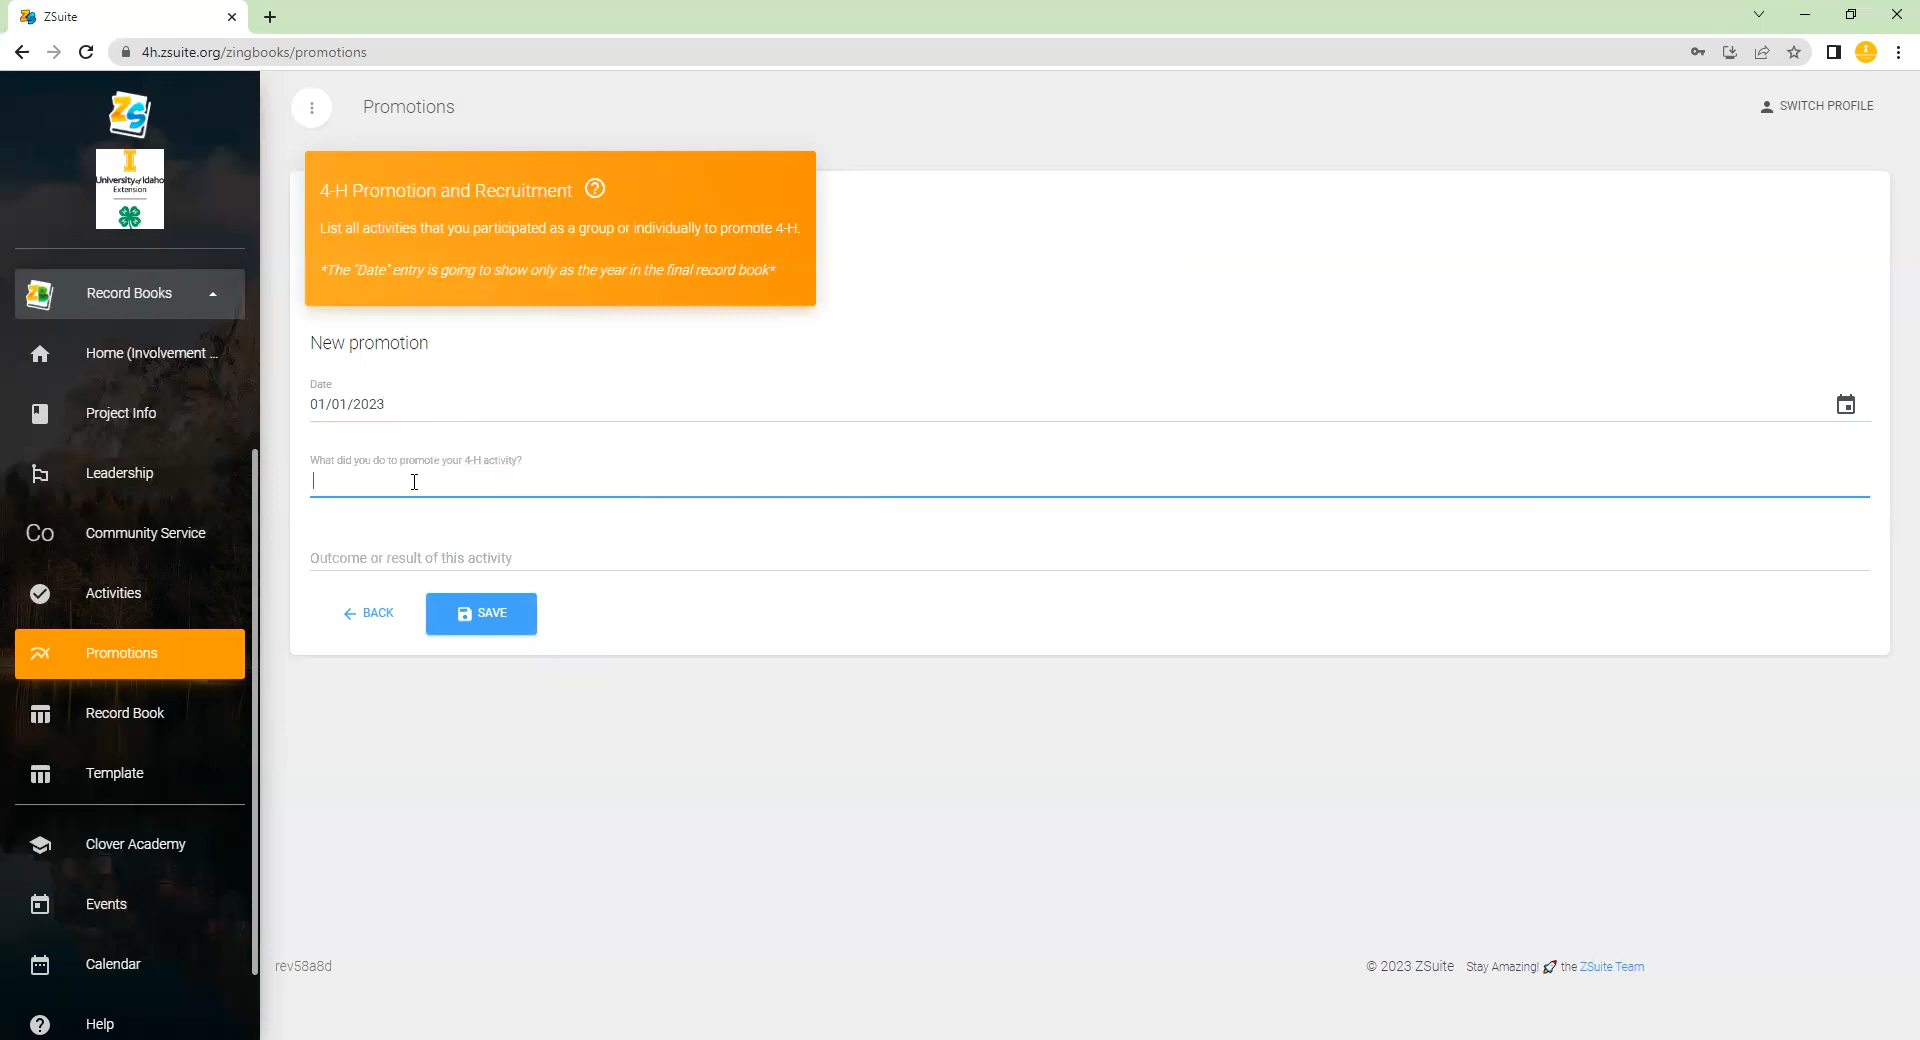 ZSuite
4h.zsuite.org/zingbooks/promotions
University of Idaho
Extension
Record Books
Home (Involvement ...
Project Info
Leadership
Co
Community Service
Activities
Promotions
Record Book
Template
Clover Academy
Events
Calendar
Help
Promotions
SWITCH PROFILE
4-H Promotion and Recruitment
List all activities that you participated as a group or individually to promote 4-H.
*The "Date" entry is going to show only as the year in the final record book*
New promotion
Date
01/01/2023
What did you do to promote your 4-H activity?
Outcome or result of this activity
BACK
SAVE
rev58a8d
© 2023 ZSuite Stay Amazing! 🚀 the ZSuite Team